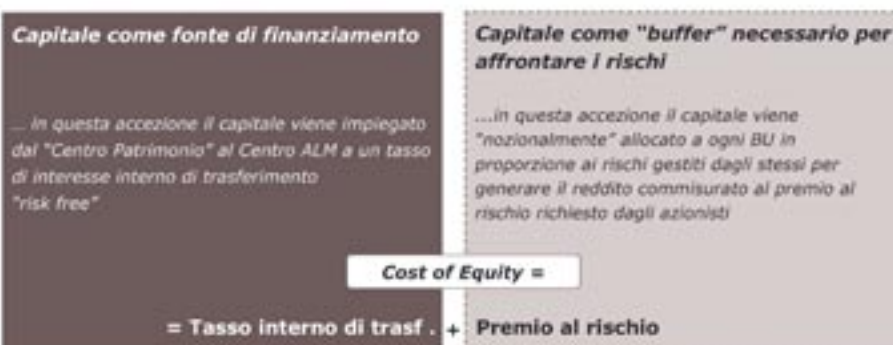 Capitale come fonte di finanziamento
... in questa accezione il capitale viene impiegato
dal "Centro Patrimonio" al Centro ALM a un tasso
di interesse interno di trasferimento
"risk free"
Capitale come "buffer" necessario per
affrontare i rischi
...in questa accezione il capitale viene
"nozionalmente" allocato a ogni BU in
proporzione ai rischi gestiti dagli stessi per
generare il reddito commisurato al premio al
rischio richiesto dagli azionisti
Cost of Equity =
= Tasso interno di trasf . + Premio al rischio